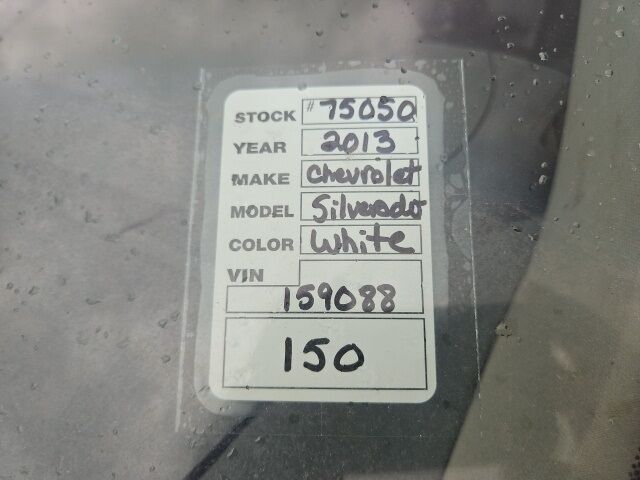 STOCK #75050
YEAR 2013
MAKE Chevrolet
MODEL Silverado
COLOR White
VIN
159088
150